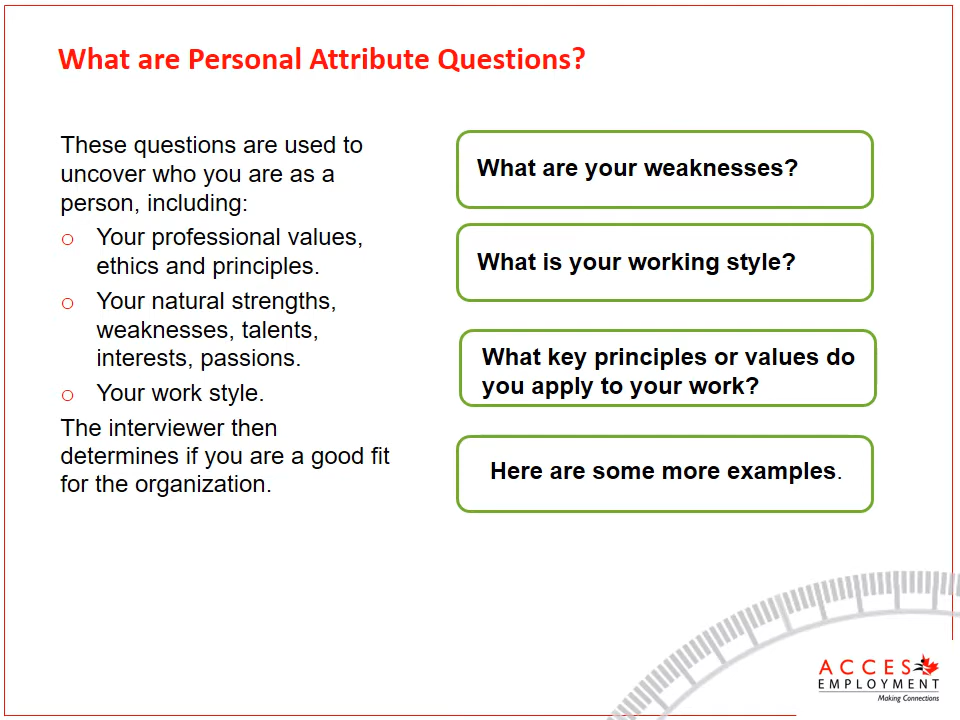 What are Personal Attribute Questions?
These questions are used to
uncover who you are as a
person, including:
o Your professional values,
ethics and principles.
o Your natural strengths,
weaknesses, talents,
interests, passions.
o Your work style.
The interviewer then
determines if you are a good fit
for the organization.
What are your weaknesses?
What is your working style?
What key principles or values do
you apply to your work?
Here are some more examples.
ACCES
EMPLOYMENT
Making Connections